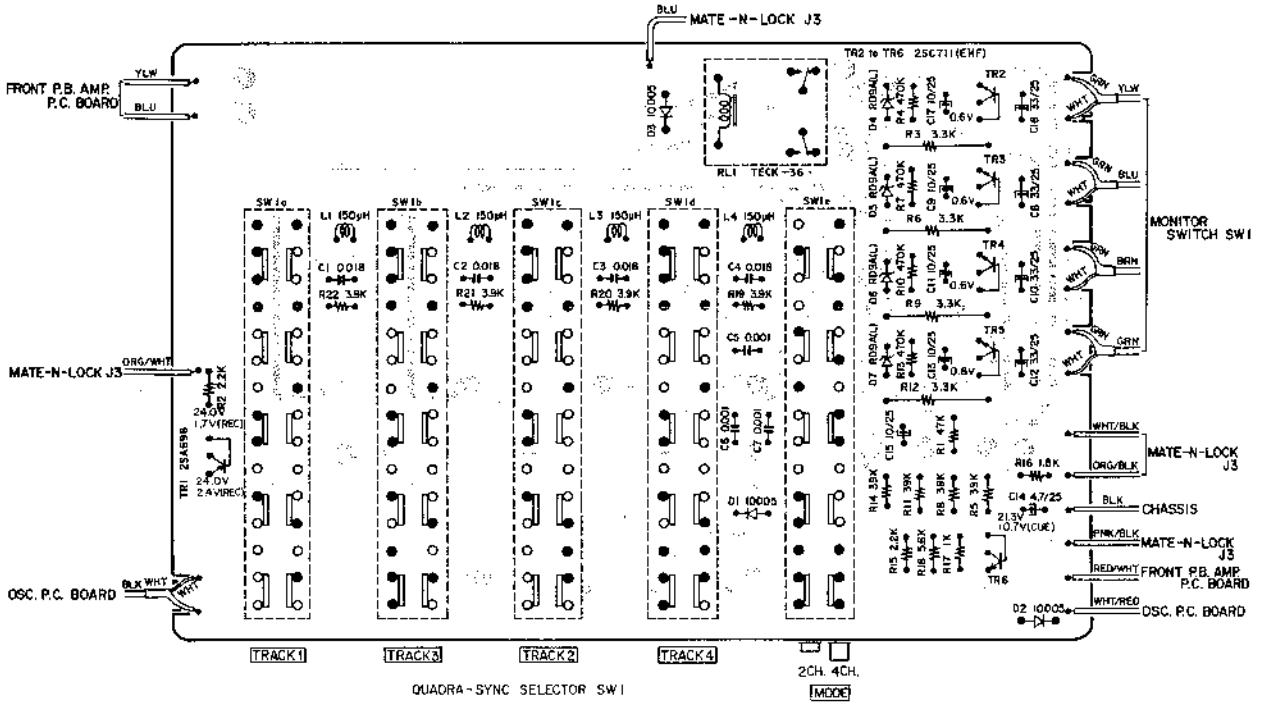 BLU
MATE-N-LOCK J3
FRONT P.B. AMP.
P.C. BOARD
YLW
BLU
D3 10D05
RL1 TECK-36
TR2 to TR6 2SC711(EHF)
D4 RD9A(L)
R4 470K
C17 10/25
0.6V
TR2
C18 33/25
R3 3.3K
GRN
WHT
YLW
D5 RD9A(L)
R7 470K
C9 10/25
0.6V
TR3
C8 33/25
R6 3.3K
GRN
WHT
BLU
MONITOR
SWITCH SW1
D6 RD9A(L)
R10 470K
C11 10/25
0.6V
TR4
C10 33/25
R9 3.3K
GRN
WHT
BRN
D7 RD9A(L)
R13 470K
C13 10/25
0.6V
TR5
C12 33/25
R12 3.3K
GRN
WHT
GRN
SW1a
L1 150μH
SW1b
L2 150μH
SW1c
L3 150μH
SW1d
L4 150μH
SW1e
C1 0.018
R22 3.9K
C2 0.018
R21 3.9K
C3 0.018
R20 3.9K
C4 0.018
R19 3.9K
C5 0.001
C6 0.001
C7 0.001
D1 10D05
MATE-N-LOCK J3
ORG/WHT
R2 2.2K
24.0V
1.7V(REC)
TR1 2SA698
24.0V
2.4V(REC)
C15 10/25
R1 47K
WHT/BLK
MATE-N-LOCK
J3
R16 1.8K
ORG/BLK
R14 39K
R11 39K
R8 39K
R5 39K
C14 4.7/25
21.3V
10.7V(CUE)
BLK
CHASSIS
PNK/BLK
MATE-N-LOCK
J3
R15 2.2K
R18 5.6K
R17 1K
TR6
RED/WHT
FRONT P.B. AMP.
P.C. BOARD
D2 10D05
WHT/RED
OSC. P.C. BOARD
OSC. P.C. BOARD
BLK
WHT
WHT
TRACK1
TRACK3
TRACK2
TRACK4
2CH. 4CH.
MODE
QUADRA-SYNC SELECTOR SW1